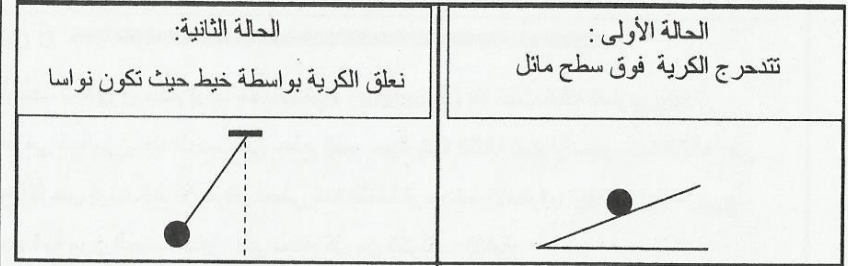 الحالة الأولى :
تتدحرج الكرية فوق سطح مائل
الحالة الثانية:
نعلق الكرية بواسطة خيط حيث تكون نواسا